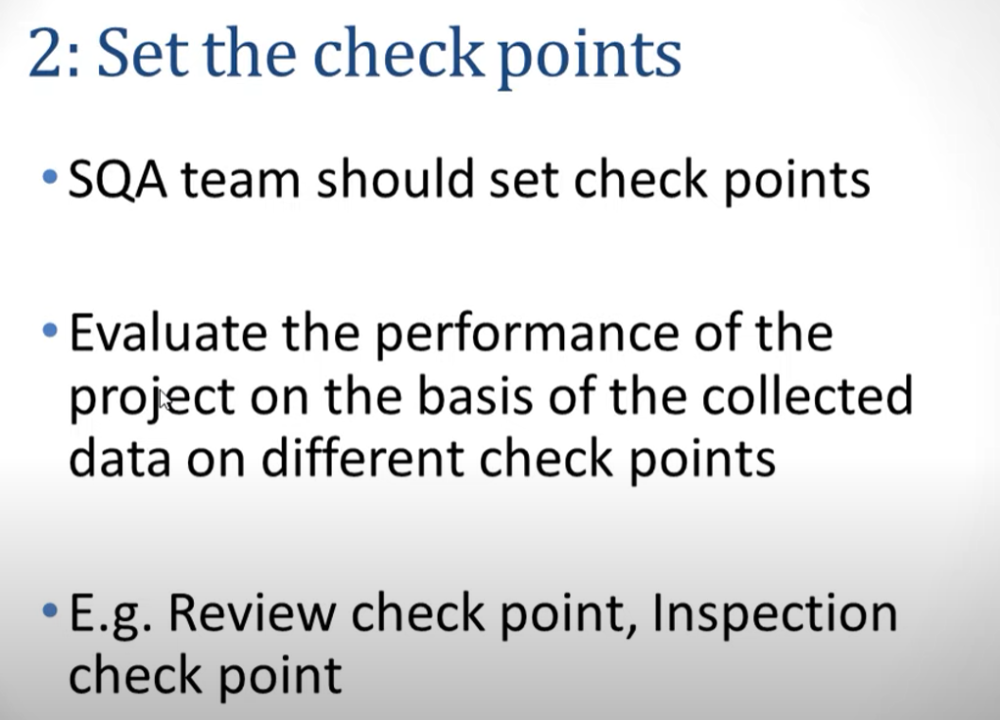 2: Set the check points
• SQA team should set check points
• Evaluate the performance of the
project on the basis of the collected
data on different check points
• E.g. Review check point, Inspection
check point